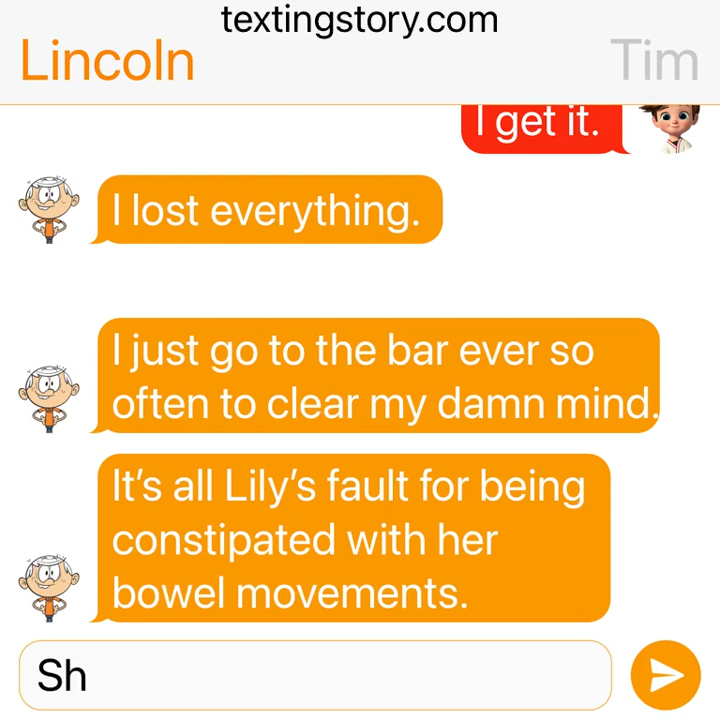 textingstory.com
Lincoln
Tim
I get it.
I lost everything.
I just go to the bar ever so
often to clear my damn mind.
It’s all Lily’s fault for being
constipated with her
bowel movements.
Sh